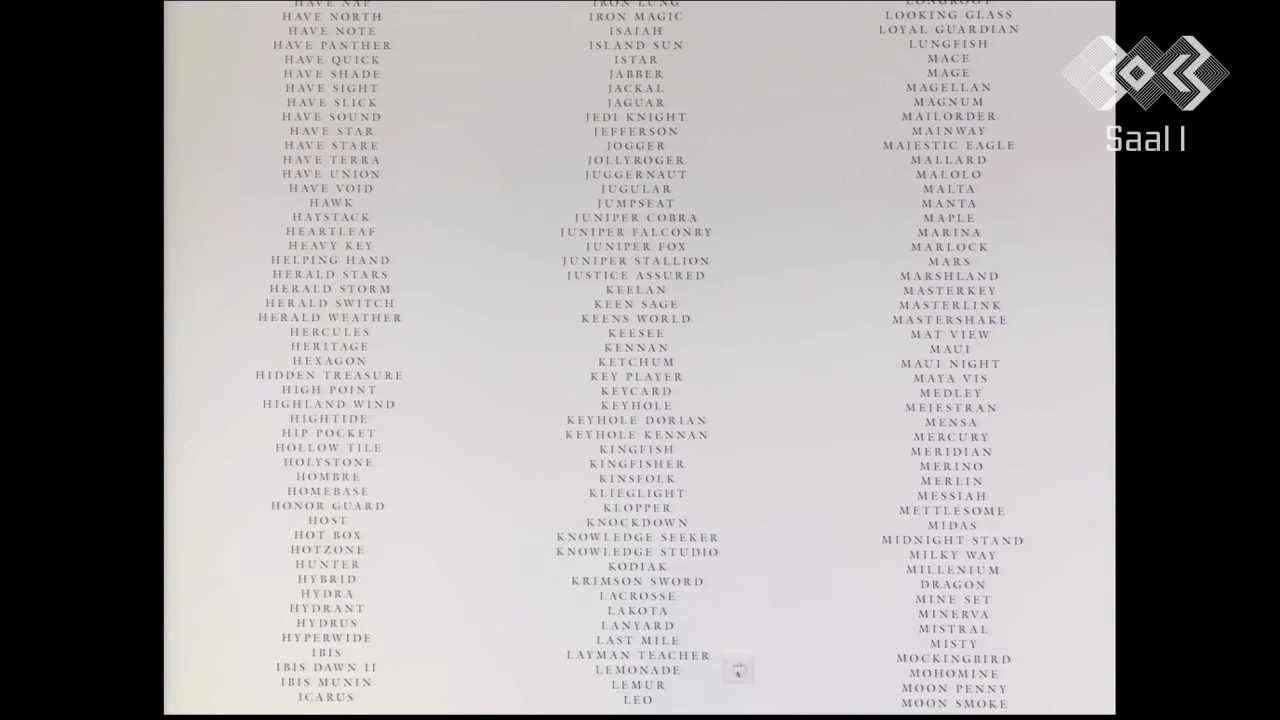 HAVE NAP
HAVE NORTH
HAVE NOTE
HAVE PANTHER
HAVE QUICK
HAVE SHADE
HAVE SIGHT
HAVE SLICK
HAVE SOUND
HAVE STAR
HAVE STARE
HAVE TERRA
HAVE UNION
HAVE VOID
HAWK
HAYSTACK
HEARTLEAF
HEAVY KEY
HELPING HAND
HERALD STARS
HERALD STORM
HERALD SWITCH
HERALD WEATHER
HERCULES
HERITAGE
HEXAGON
HIDDEN TREASURE
HIGH POINT
HIGHLAND WIND
HIGHTIDE
HIP POCKET
HOLLOW TILE
HOLYSTONE
HOMBRE
HOMEBASE
HONOR GUARD
HOST
HOT BOX
HOTZONE
HUNTER
HYBRID
HYDRA
HYDRANT
HYDRUS
HYPERWIDE
IBIS
IBIS DAWN II
IBIS MUNIN
ICARUS
IRON LUNG
IRON MAGIC
ISAIAH
ISLAND SUN
ISTAR
JABBER
JACKAL
JAGUAR
JEDI KNIGHT
JEFFERSON
JOGGER
JOLLYROGER
JUGGERNAUT
JUGULAR
JUMPSEAT
JUNIPER COBRA
JUNIPER FALCONRY
JUNIPER FOX
JUNIPER STALLION
JUSTICE ASSURED
KEELAN
KEEN SAGE
KEENS WORLD
KEESEE
KENNAN
KETCHUM
KEY PLAYER
KEYCARD
KEYHOLE
KEYHOLE DORIAN
KEYHOLE KENNAN
KINGFISH
KINGFISHER
KINSFOLK
KLIEGLIGHT
KLOPPER
KNOCKDOWN
KNOWLEDGE SEEKER
KNOWLEDGE STUDIO
KODIAK
KRIMSON SWORD
LACROSSE
LAKOTA
LANYARD
LAST MILE
LAYMAN TEACHER
LEMONADE
LEMUR
LEO
LONGROOT
LOOKING GLASS
LOYAL GUARDIAN
LUNGFISH
MACE
MAGE
MAGELLAN
MAGNUM
MAILORDER
MAINWAY
MAJESTIC EAGLE
MALLARD
MALOLO
MALTA
MANTA
MAPLE
MARINA
MARLOCK
MARS
MARSHLAND
MASTERKEY
MASTERLINK
MASTERSHAKE
MAT VIEW
MAUI
MAUI NIGHT
MAYA VIS
MEDLEY
MEJESTRAN
MENSA
MERCURY
MERIDIAN
MERINO
MERLIN
MESSIAH
METTLESOME
MIDAS
MIDNIGHT STAND
MILKY WAY
MILLENIUM
DRAGON
MINE SET
MINERVA
MISTRAL
MISTY
MOCKINGBIRD
MOHOMINE
MOON PENNY
MOON SMOKE
Saal 1